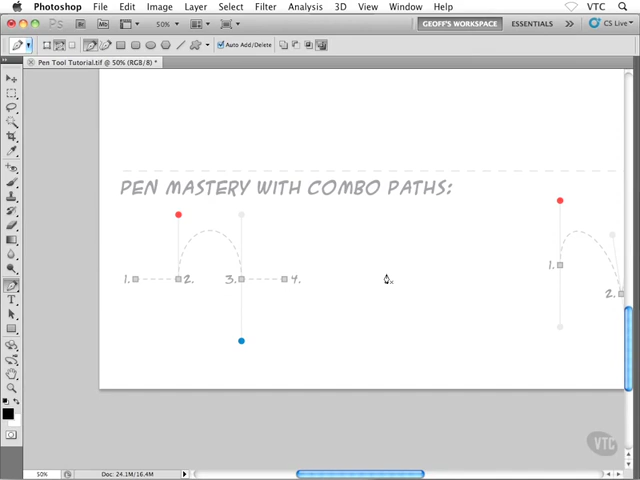 Photoshop File Edit Image Layer Select Filter Analysis 3D View Window Help VTC
Ps 50% GEOFF'S WORKSPACE ESSENTIALS CS Live
Auto Add/Delete
Pen Tool Tutorial.tif @ 50% (RGB/8) *
PEN MASTERY WITH COMBO PATHS:
1. 2. 3. 4.
1.
2.
VTC
50% Doc: 24.1M/16.4M